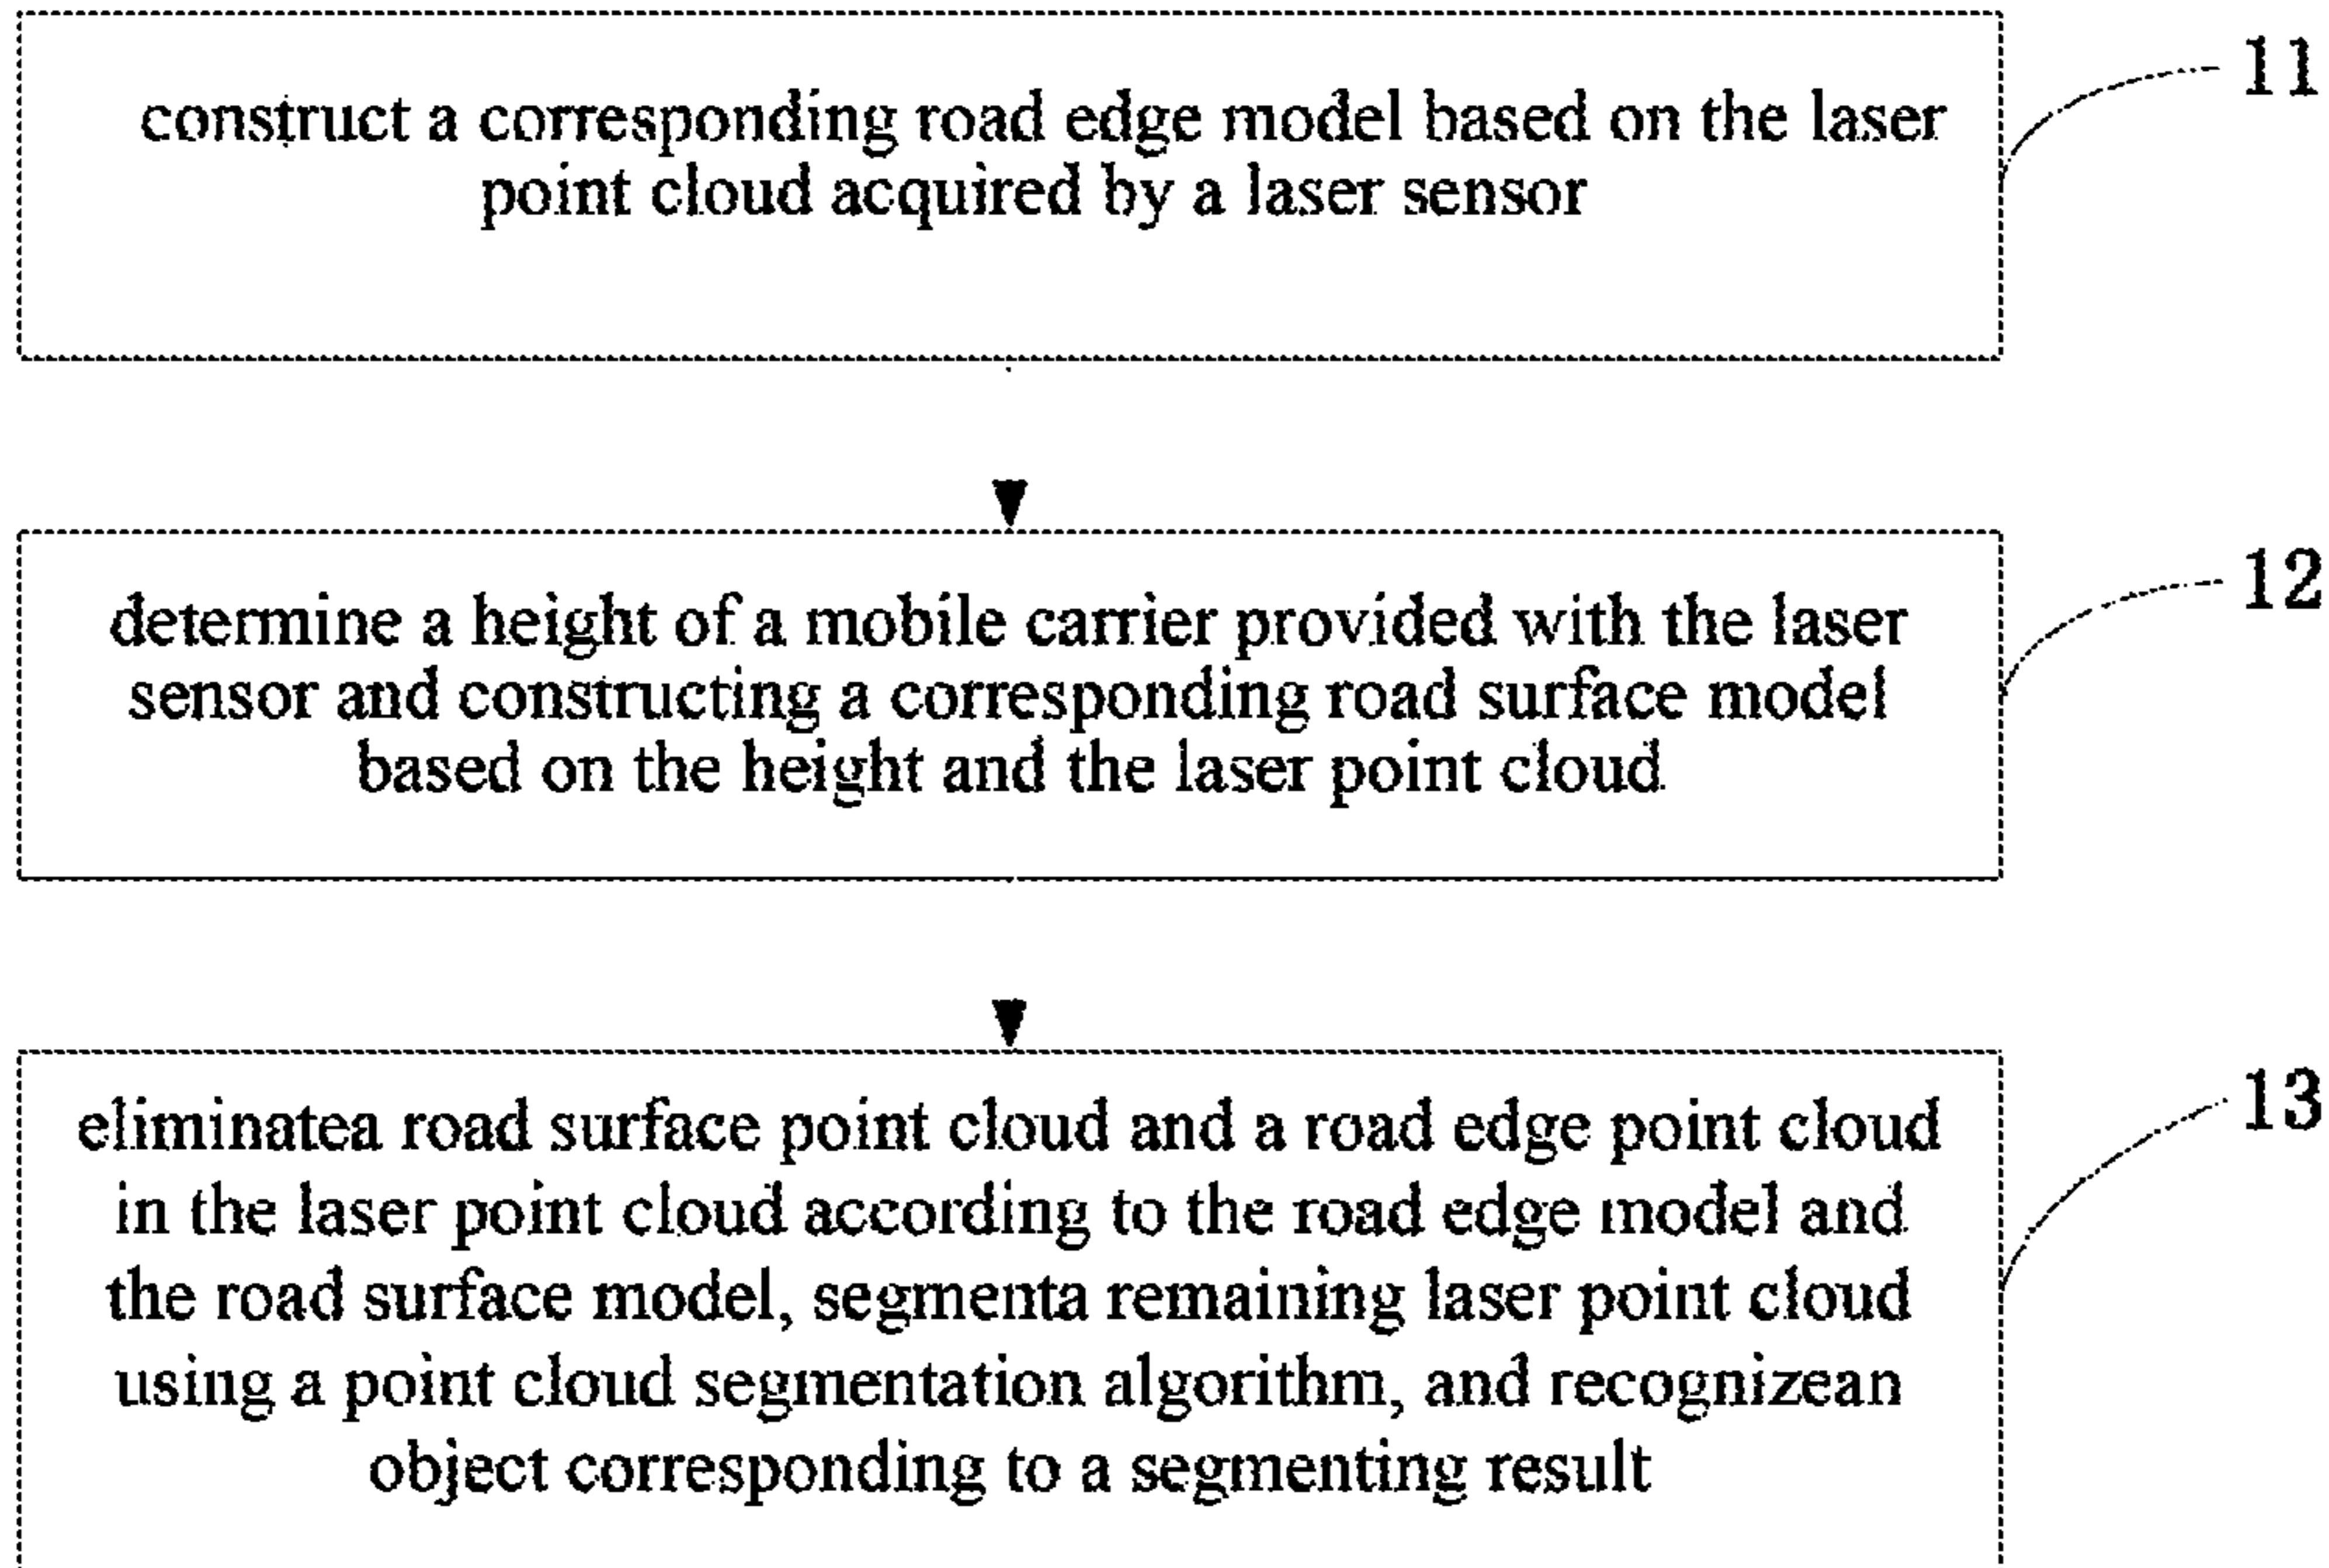 construct a corresponding road edge model based on the laser
point cloud acquired by a laser sensor
11
determine a height of a mobile carrier provided with the laser
sensor and constructing a corresponding road surface model
based on the height and the laser point cloud
12
eliminatea road surface point cloud and a road edge point cloud
in the laser point cloud according to the road edge model and
the road surface model, segmenta remaining laser point cloud
using a point cloud segmentation algorithm, and recognizean
object corresponding to a segmenting result
13